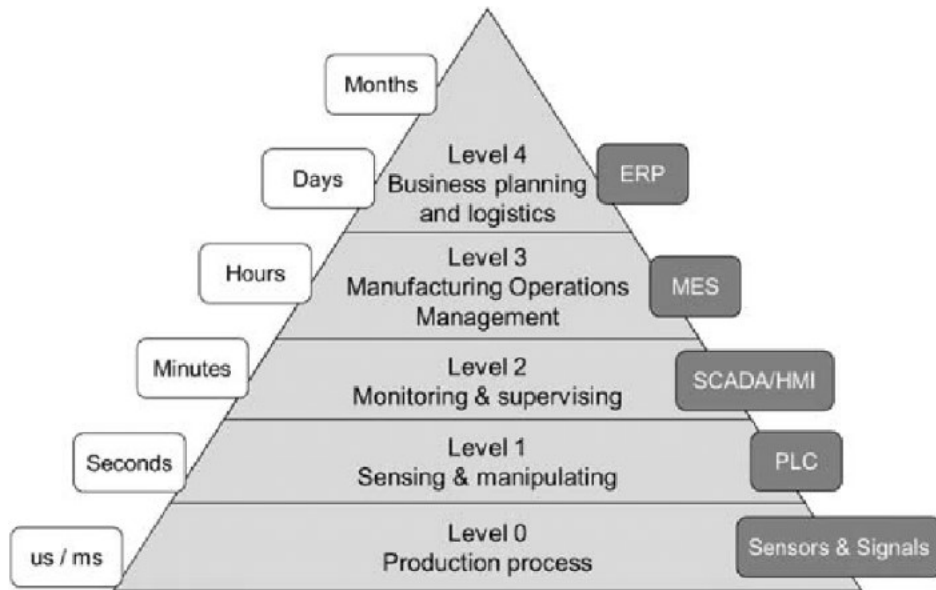 Months
Days
Level 4
Business planning
and logistics
ERP
Hours
Level 3
Manufacturing Operations
Management
MES
Minutes
Level 2
Monitoring & supervising
SCADA/HMI
Seconds
Level 1
Sensing & manipulating
PLC
us / ms
Level 0
Production process
Sensors & Signals